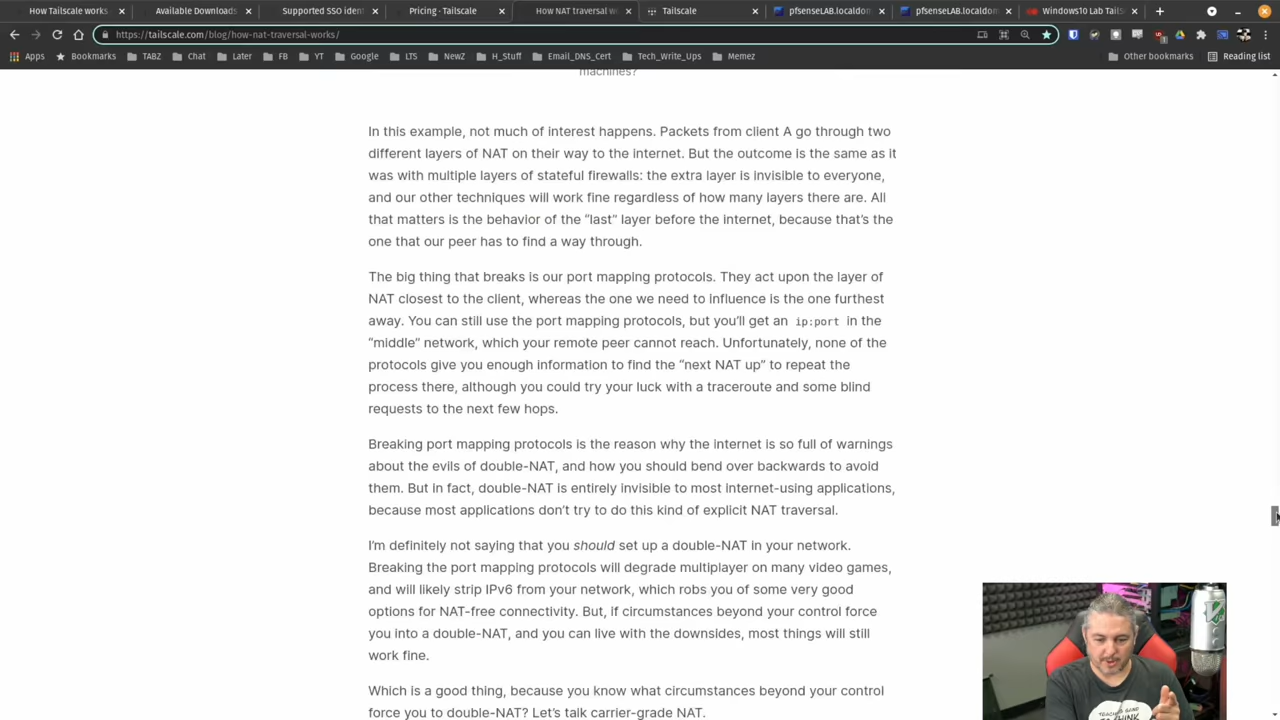 How Tailscale works
Available Downloads
Supported SSO ident
Pricing · Tailscale
How NAT traversal w
Tailscale
pfsenseLAB.localdom
pfsenseLAB.localdom
Windows10 Lab Tails
https://tailscale.com/blog/how-nat-traversal-works/
Apps
Bookmarks
TABZ
Chat
Later
FB
YT
Google
LTS
NewZ
H_Stuff
Email_DNS_Cert
Tech_Write_Ups
Memez
Other bookmarks
Reading list
machines?
In this example, not much of interest happens. Packets from client A go through two
different layers of NAT on their way to the internet. But the outcome is the same as it
was with multiple layers of stateful firewalls: the extra layer is invisible to everyone,
and our other techniques will work fine regardless of how many layers there are. All
that matters is the behavior of the “last” layer before the internet, because that’s the
one that our peer has to find a way through.
The big thing that breaks is our port mapping protocols. They act upon the layer of
NAT closest to the client, whereas the one we need to influence is the one furthest
away. You can still use the port mapping protocols, but you’ll get an ip:port in the
“middle” network, which your remote peer cannot reach. Unfortunately, none of the
protocols give you enough information to find the “next NAT up” to repeat the
process there, although you could try your luck with a traceroute and some blind
requests to the next few hops.
Breaking port mapping protocols is the reason why the internet is so full of warnings
about the evils of double-NAT, and how you should bend over backwards to avoid
them. But in fact, double-NAT is entirely invisible to most internet-using applications,
because most applications don’t try to do this kind of explicit NAT traversal.
I’m definitely not saying that you should set up a double-NAT in your network.
Breaking the port mapping protocols will degrade multiplayer on many video games,
and will likely strip IPv6 from your network, which robs you of some very good
options for NAT-free connectivity. But, if circumstances beyond your control force
you into a double-NAT, and you can live with the downsides, most things will still
work fine.
Which is a good thing, because you know what circumstances beyond your control
force you to double-NAT? Let’s talk carrier-grade NAT.